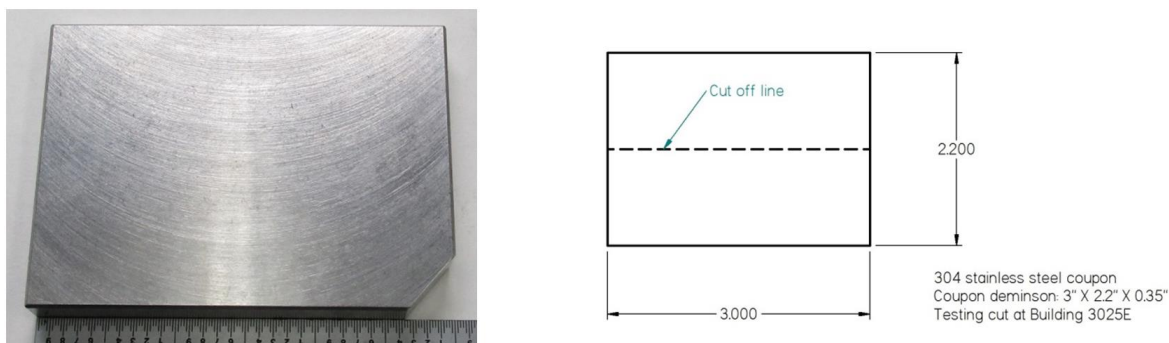 Cut off line
2.200
3.000
304 stainless steel coupon
Coupon deminson: 3" X 2.2" X 0.35"
Testing cut at Building 3025E